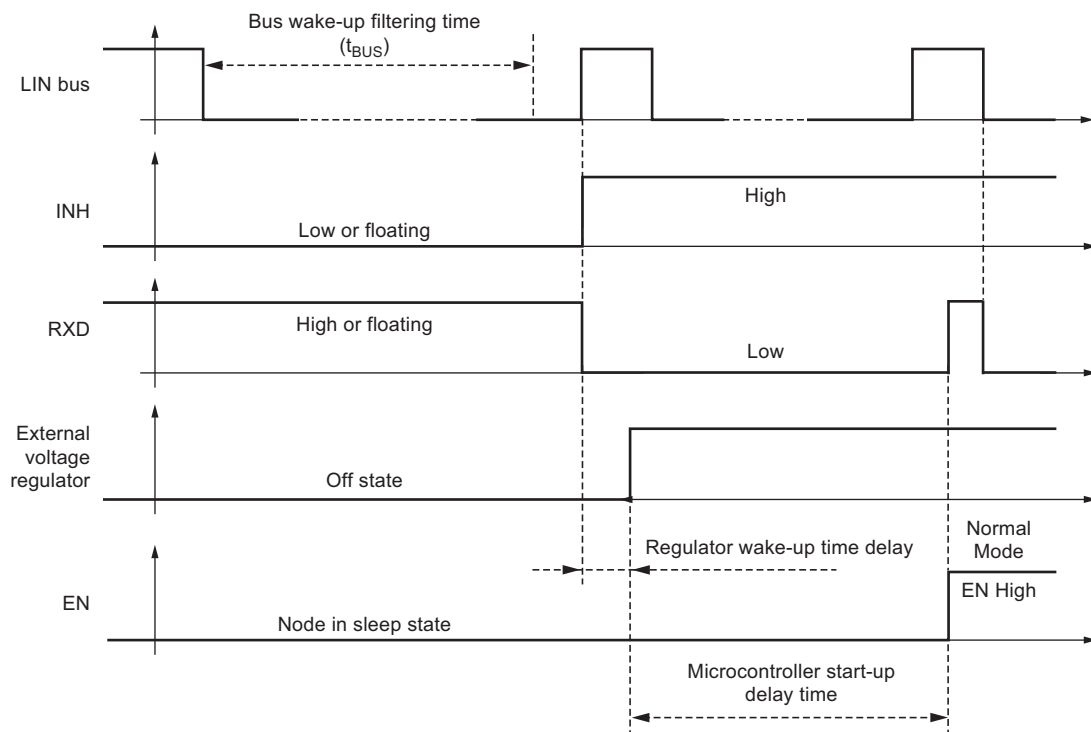 Bus wake-up filtering time
(tBUS)
LIN bus
INH
Low or floating
High
RXD
High or floating
Low
External
voltage
regulator
Off state
Regulator wake-up time delay
Normal
Mode
EN
Node in sleep state
EN High
Microcontroller start-up
delay time